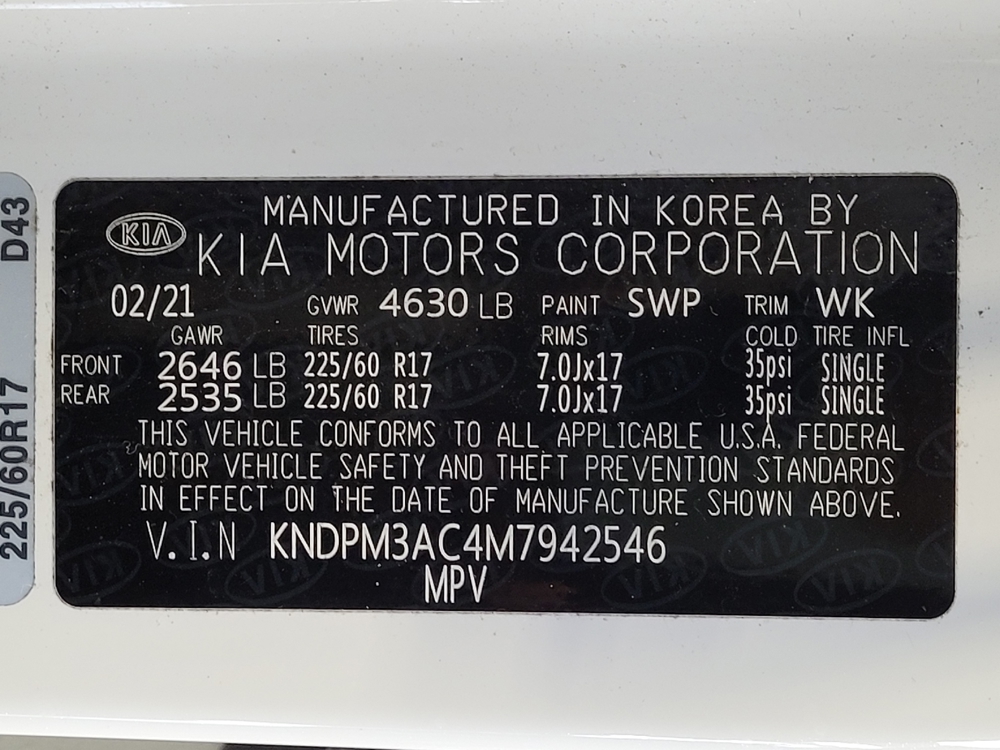 D43
225/60R17
KIA
MANUFACTURED IN KOREA BY
KIA MOTORS CORPORATION
02/21 GVWR 4630 LB PAINT SWP TRIM WK
GAWR TIRES RIMS COLD TIRE INFL
FRONT 2646 LB 225/60 R17 7.0Jx17 35psi SINGLE
REAR 2535 LB 225/60 R17 7.0Jx17 35psi SINGLE
THIS VEHICLE CONFORMS TO ALL APPLICABLE U.S.A. FEDERAL
MOTOR VEHICLE SAFETY AND THEFT PREVENTION STANDARDS
IN EFFECT ON THE DATE OF MANUFACTURE SHOWN ABOVE.
V.I.N KNDPM3AC4M7942546
MPV